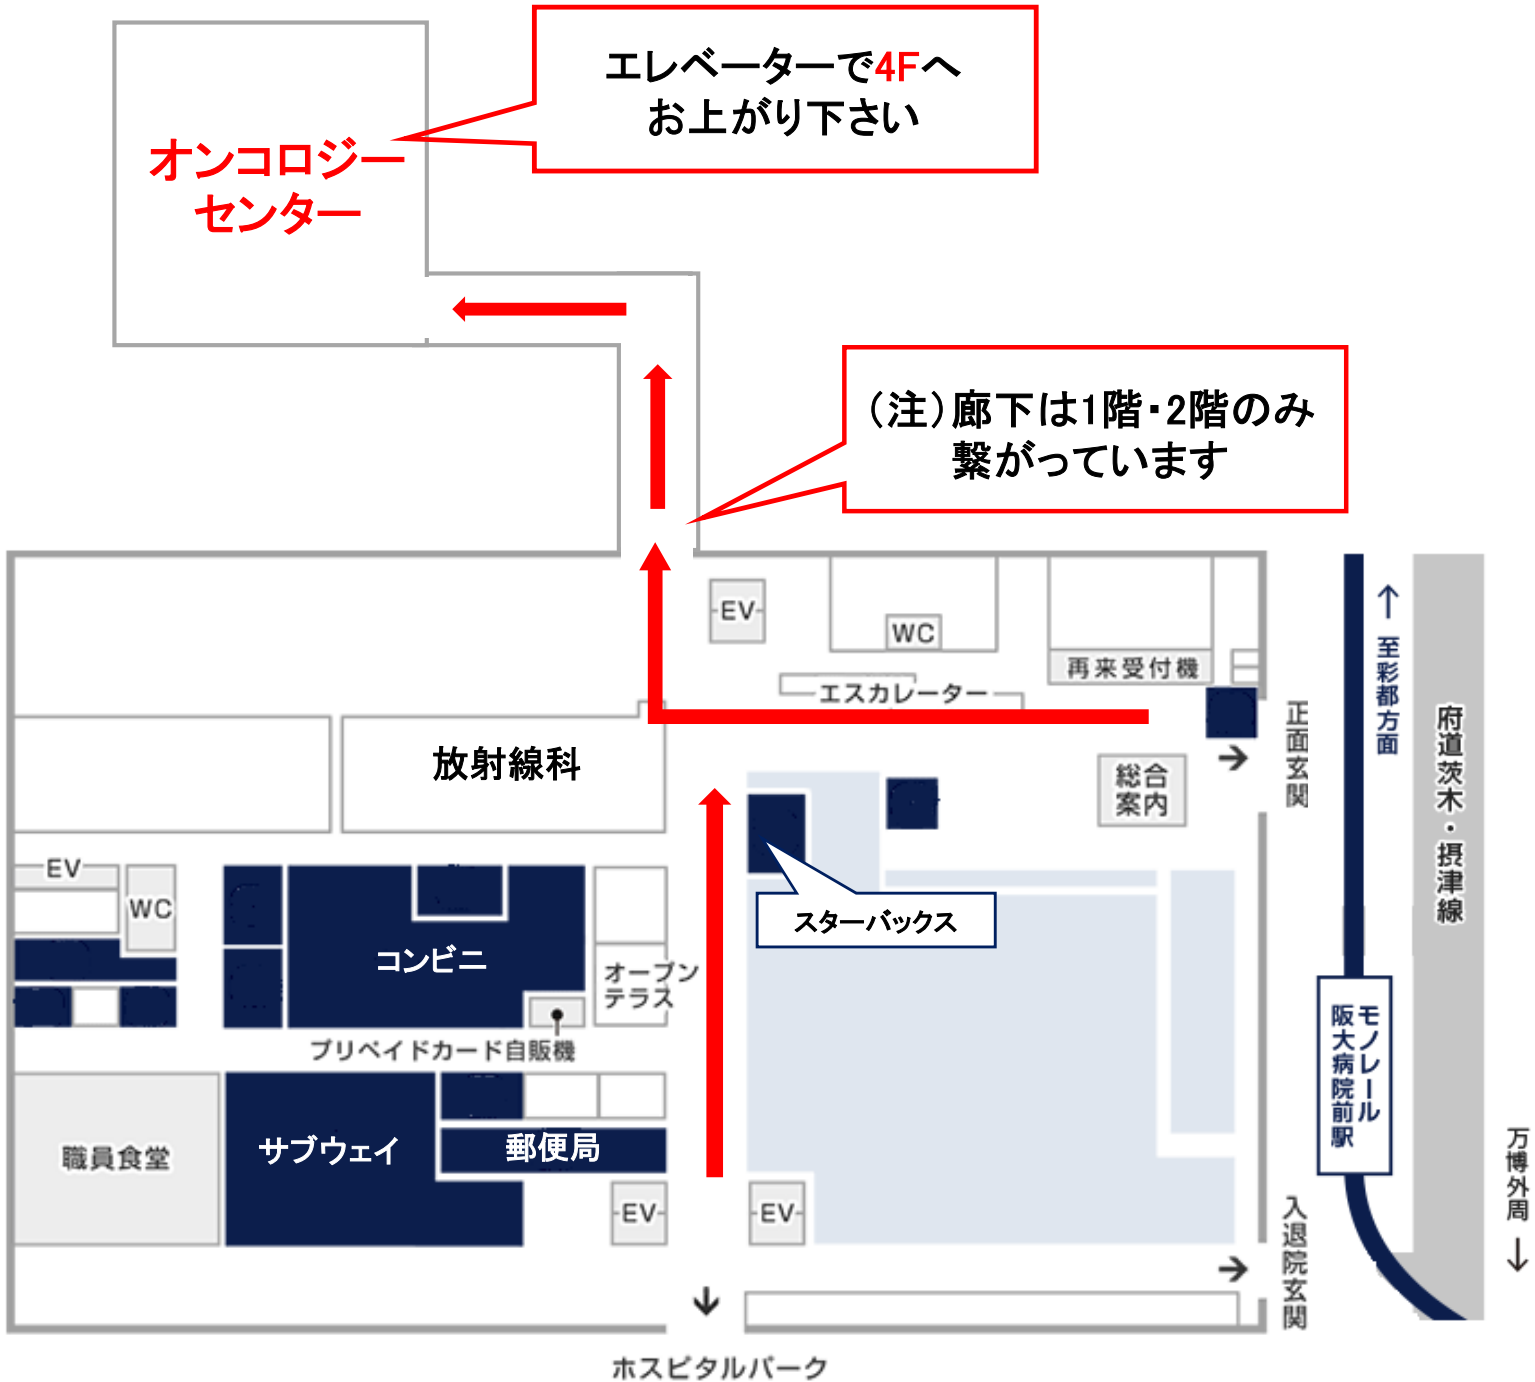 エレベーターで4Fへ
お上がり下さい
オンコロジー
センター
（注）廊下は1階・2階のみ
繋がっています
EV
WC
再来受付機
エスカレーター
正面玄関
↑ 至彩都方面
府道茨木・摂津線
放射線科
総合
案内
EV
WC
コンビニ
スターバックス
オープン
テラス
プリペイドカード自販機
モノレール
阪大病院前駅
職員食堂
サブウェイ
郵便局
EV
EV
入退院玄関
万博外周 ↓
ホスピタルパーク